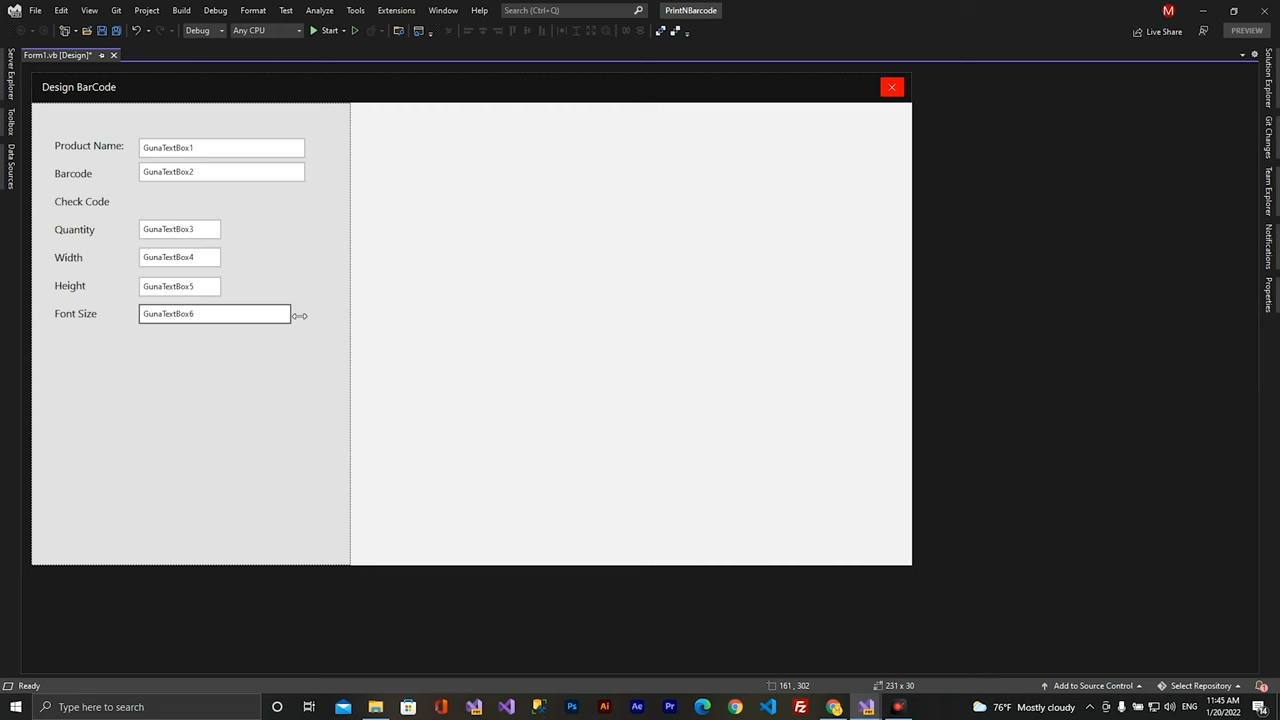 File Edit View Git Project Build Debug Format Test Analyze Tools Extensions Window Help Search (Ctrl+Q) PrintNBarcode
Debug Any CPU Start Live Share PREVIEW
Form1.vb [Design]*
Server Explorer
Toolbox
Data Sources
Design BarCode
Product Name: GunaTextBox1
Barcode GunaTextBox2
Check Code
Quantity GunaTextBox3
Width GunaTextBox4
Height GunaTextBox5
Font Size GunaTextBox6
Solution Explorer
Git Changes
Team Explorer
Notifications
Properties
Ready 161 , 302 231 x 30 Add to Source Control Select Repository
Type here to search 76°F Mostly cloudy ENG 11:45 AM
1/20/2022